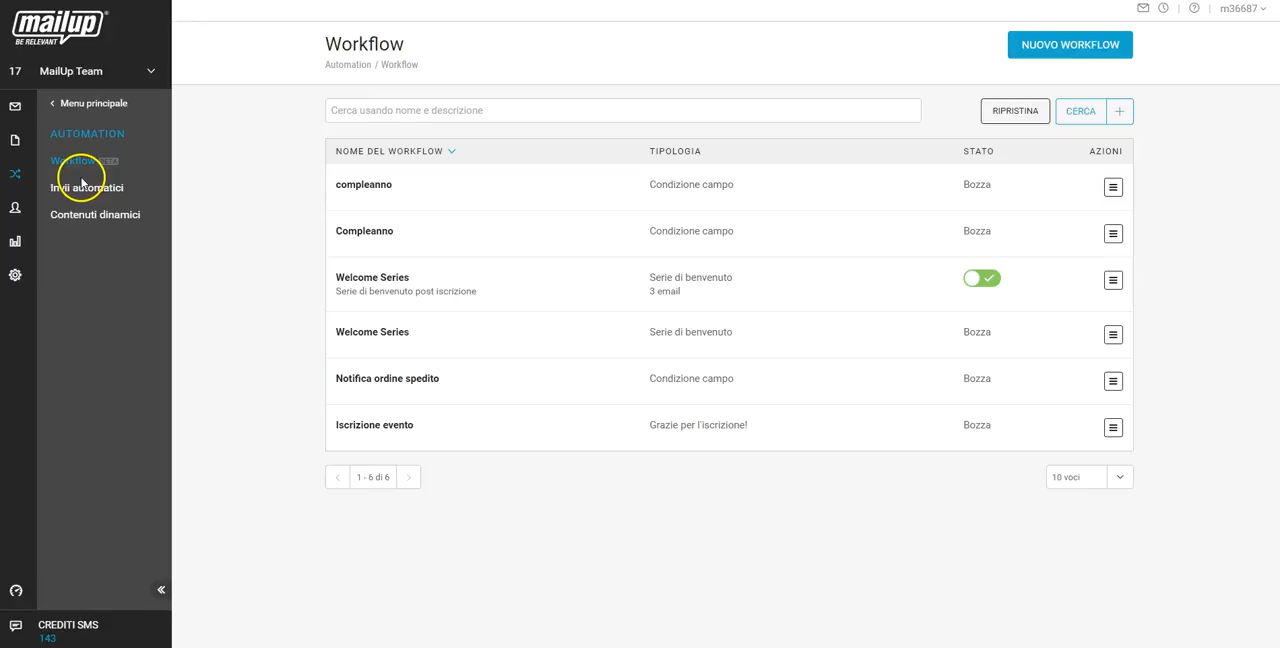 mailup
BE RELEVANT
m36687
17 MailUp Team
Menu principale
AUTOMATION
Workflow BETA
Invii automatici
Contenuti dinamici
CREDITI SMS
143
Workflow
Automation / Workflow
NUOVO WORKFLOW
Cerca usando nome e descrizione
RIPRISTINA CERCA +
NOME DEL WORKFLOW TIPOLOGIA STATO AZIONI
compleanno Condizione campo Bozza
Compleanno Condizione campo Bozza
Welcome Series Serie di benvenuto
Serie di benvenuto post iscrizione 3 email
Welcome Series Serie di benvenuto Bozza
Notifica ordine spedito Condizione campo Bozza
Iscrizione evento Grazie per l'iscrizione! Bozza
1 - 6 di 6 10 voci